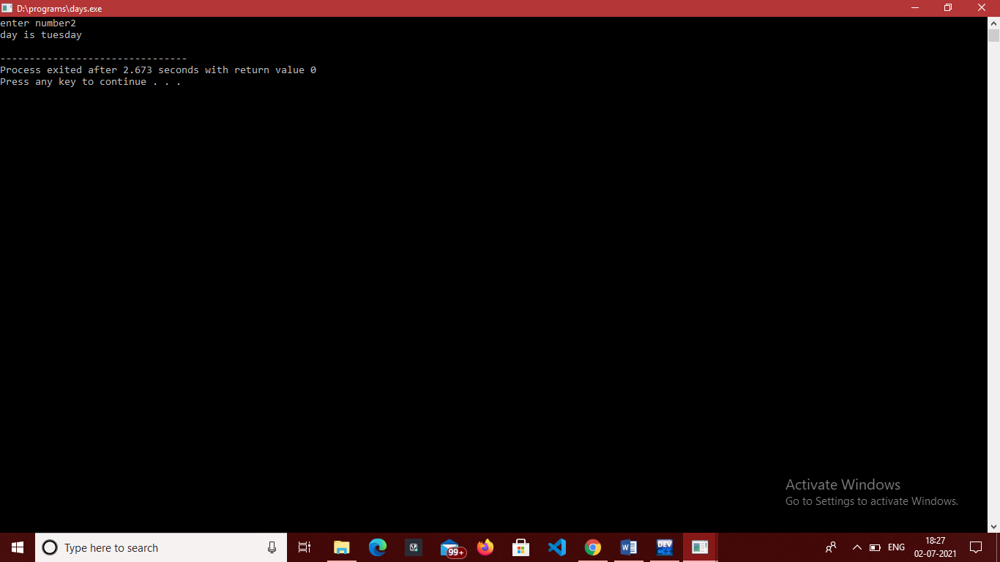 D:\programs\days.exe
enter number2
day is tuesday
--------------------------------
Process exited after 2.673 seconds with return value 0
Press any key to continue . . .
Activate Windows
Go to Settings to activate Windows.
Type here to search
99+
DEV
ENG
18:27
02-07-2021